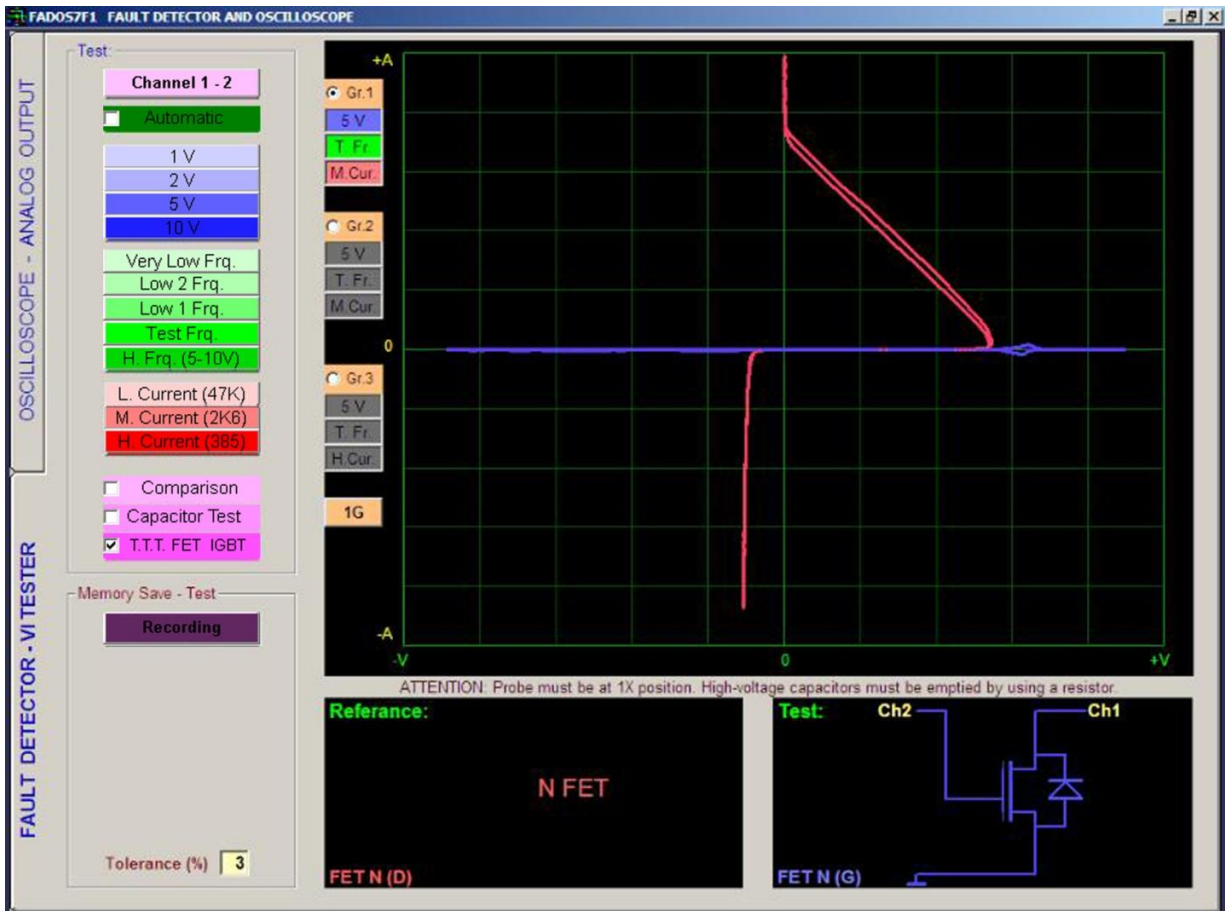 FADOS7F1 FAULT DETECTOR AND OSCILLOSCOPE
OSCILLOSCOPE - ANALOG OUTPUT
FAULT DETECTOR - VI TESTER
Test:
Channel 1 - 2
Automatic
1 V
2 V
5 V
10 V
Very Low Frq.
Low 2 Frq.
Low 1 Frq.
Test Frq.
H. Frq. (5-10V)
L. Current (47K)
M. Current (2K6)
H. Current (385)
Comparison
Capacitor Test
T.T.T. FET IGBT
Memory Save - Test
Recording
Tolerance (%) 3
+A
Gr.1
5 V
T. Fr.
M.Cur.
Gr.2
5 V
T. Fr.
M.Cur.
0
Gr.3
5 V
T. Fr.
H.Cur.
1G
-A
-V 0 +V
ATTENTION: Probe must be at 1X position. High-voltage capacitors must be emptied by using a resistor.
Referance:
N FET
FET N (D)
Test: Ch2 Ch1
FET N (G)